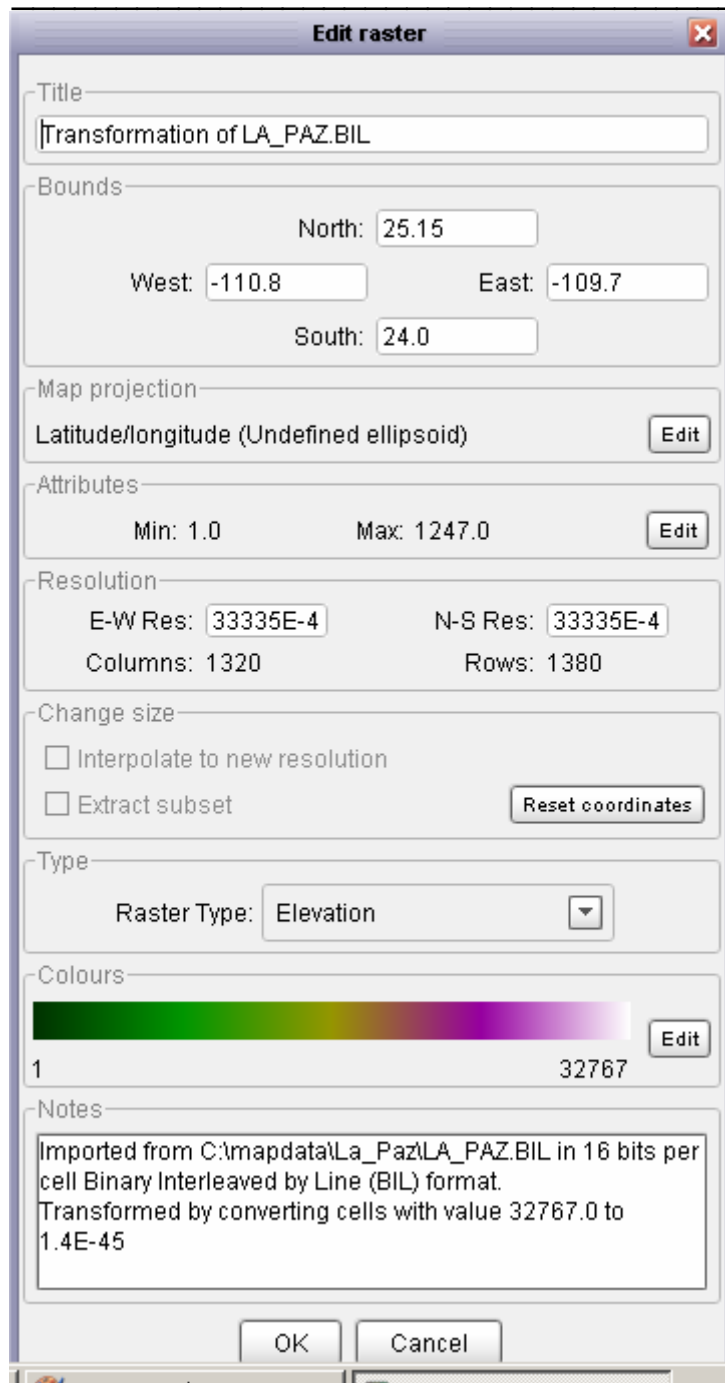 Edit raster
Title
Transformation of LA_PAZ.BIL
Bounds
North: 25.15
West: -110.8 East: -109.7
South: 24.0
Map projection
Latitude/longitude (Undefined ellipsoid) Edit
Attributes
Min: 1.0 Max: 1247.0 Edit
Resolution
E-W Res: 33335E-4 N-S Res: 33335E-4
Columns: 1320 Rows: 1380
Change size
Interpolate to new resolution
Extract subset Reset coordinates
Type
Raster Type: Elevation
Colours
Edit
1 32767
Notes
Imported from C:\mapdata\La_Paz\LA_PAZ.BIL in 16 bits per
cell Binary Interleaved by Line (BIL) format.
Transformed by converting cells with value 32767.0 to
1.4E-45
OK Cancel